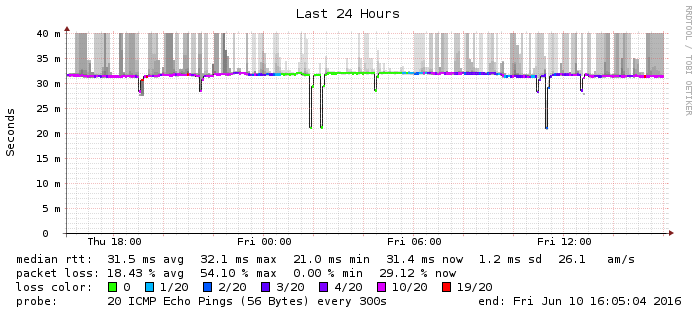 Last 24 Hours
RRDTOOL / TOBI OETIKER
Seconds
40 m
35 m
30 m
25 m
20 m
15 m
10 m
5 m
0
Thu 18:00 Fri 00:00 Fri 06:00 Fri 12:00
median rtt: 31.5 ms avg 32.1 ms max 21.0 ms min 31.4 ms now 1.2 ms sd 26.1 am/s
packet loss: 18.43 % avg 54.10 % max 0.00 % min 29.12 % now
loss color: 0 1/20 2/20 3/20 4/20 10/20 19/20
probe: 20 ICMP Echo Pings (56 Bytes) every 300s end: Fri Jun 10 16:05:04 2016